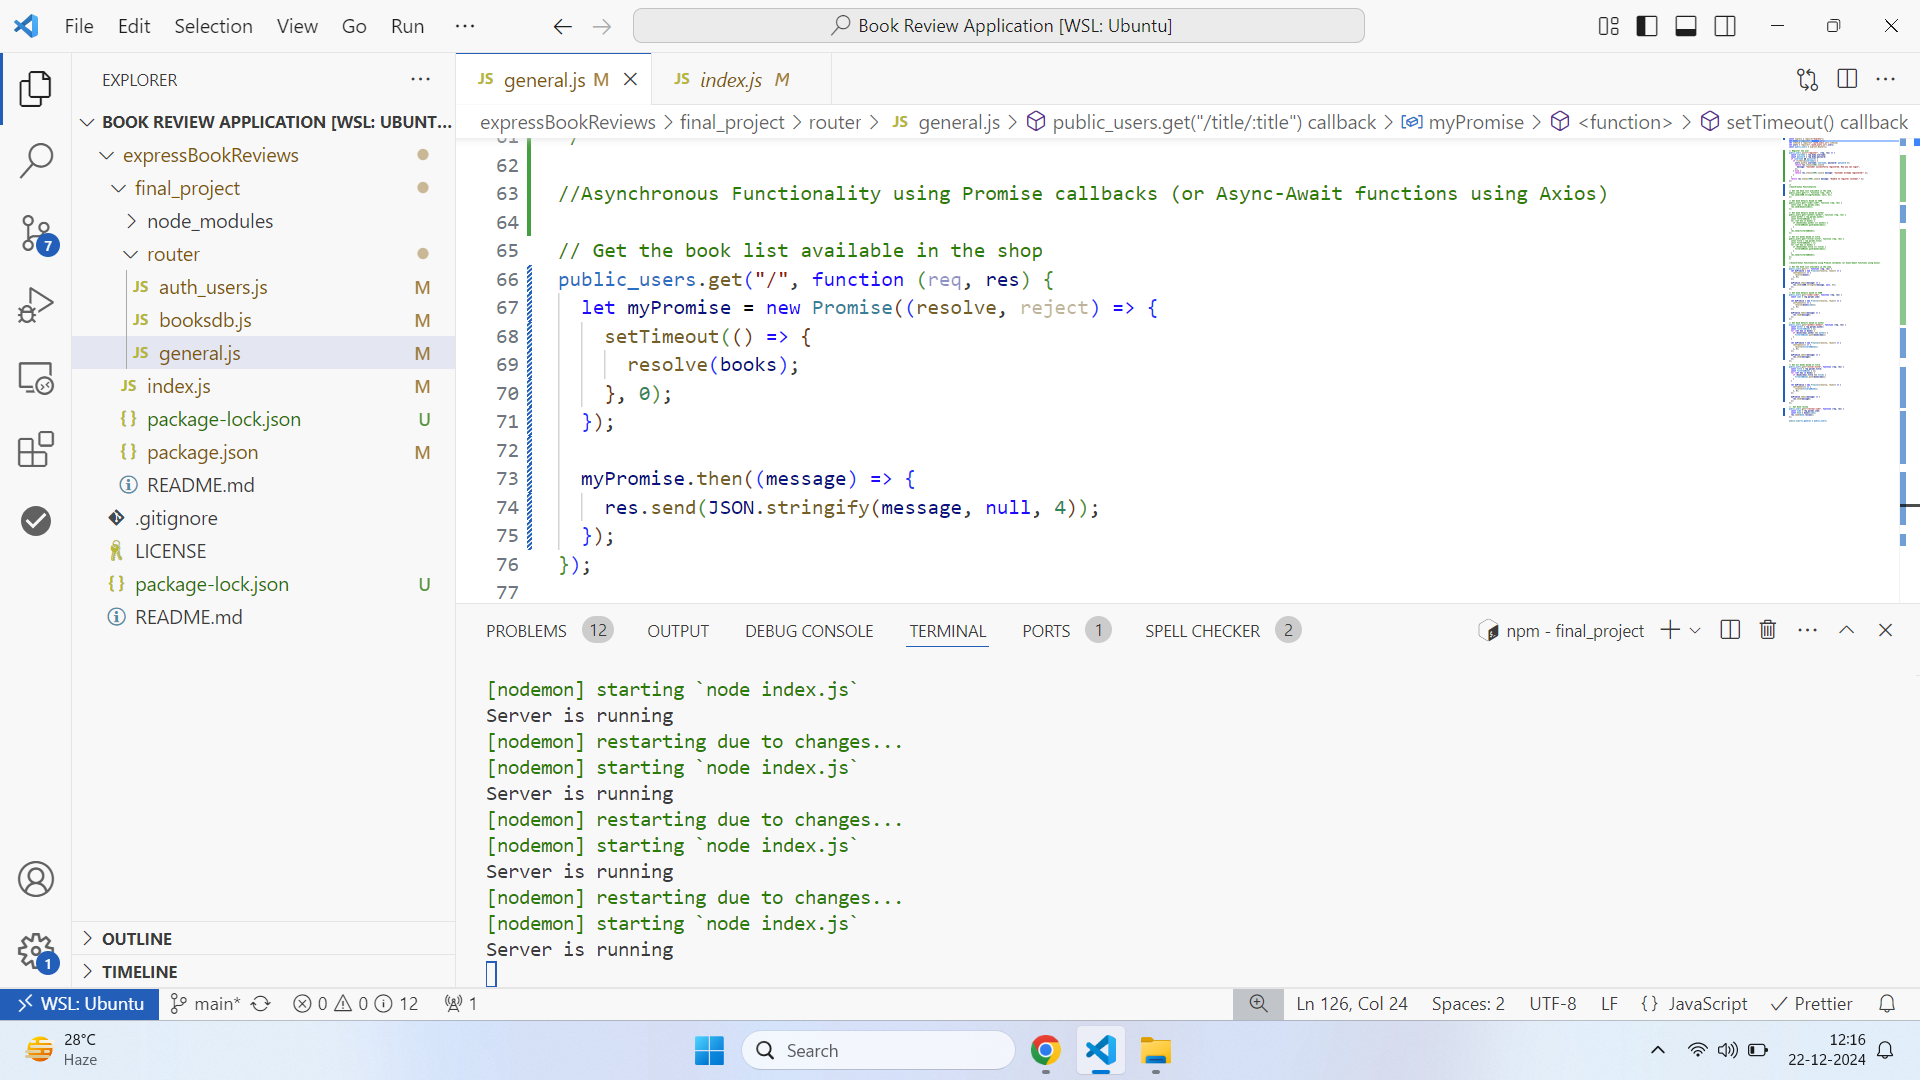 File Edit Selection View Go Run ···
Book Review Application [WSL: Ubuntu]
EXPLORER ···
BOOK REVIEW APPLICATION [WSL: UBUNT...
expressBookReviews
final_project
node_modules
router
JS auth_users.js M
JS booksdb.js M
JS general.js M
JS index.js M
{} package-lock.json U
{} package.json M
README.md
.gitignore
LICENSE
{} package-lock.json U
README.md
OUTLINE
TIMELINE
7
1
JS general.js M
JS index.js M
expressBookReviews > final_project > router > JS general.js > public_users.get("/title/:title") callback > myPromise > <function> > setTimeout() callback
62
63 //Asynchronous Functionality using Promise callbacks (or Async-Await functions using Axios)
64
65 // Get the book list available in the shop
66 public_users.get("/", function (req, res) {
67 let myPromise = new Promise((resolve, reject) => {
68 setTimeout(() => {
69 resolve(books);
70 }, 0);
71 });
72
73 myPromise.then((message) => {
74 res.send(JSON.stringify(message, null, 4));
75 });
76 });
77
PROBLEMS 12 OUTPUT DEBUG CONSOLE TERMINAL PORTS 1 SPELL CHECKER 2 npm - final_project
[nodemon] starting `node index.js`
Server is running
[nodemon] restarting due to changes...
[nodemon] starting `node index.js`
Server is running
[nodemon] restarting due to changes...
[nodemon] starting `node index.js`
Server is running
[nodemon] restarting due to changes...
[nodemon] starting `node index.js`
Server is running
WSL: Ubuntu main* 0 0 12 1 Ln 126, Col 24 Spaces: 2 UTF-8 LF {} JavaScript Prettier
28°C
Haze
Search
12:16
22-12-2024